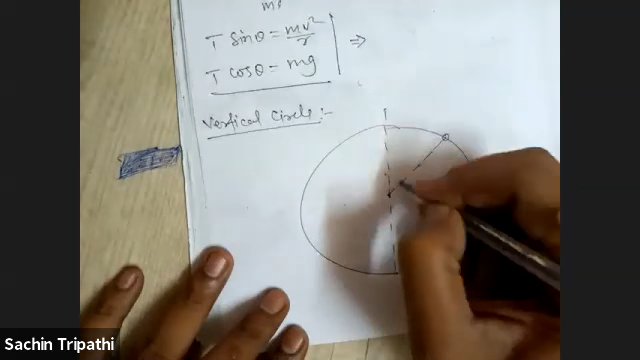 T sinθ = mv²/r
T cosθ = mg
⇒
Vertical Circle :-
Sachin Tripathi